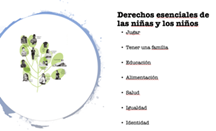 Derechos esenciales de
las niñas y los niños
• Jugar
• Tener una familia
• Educación
• Alimentación
• Salud
• Igualdad
• Identidad